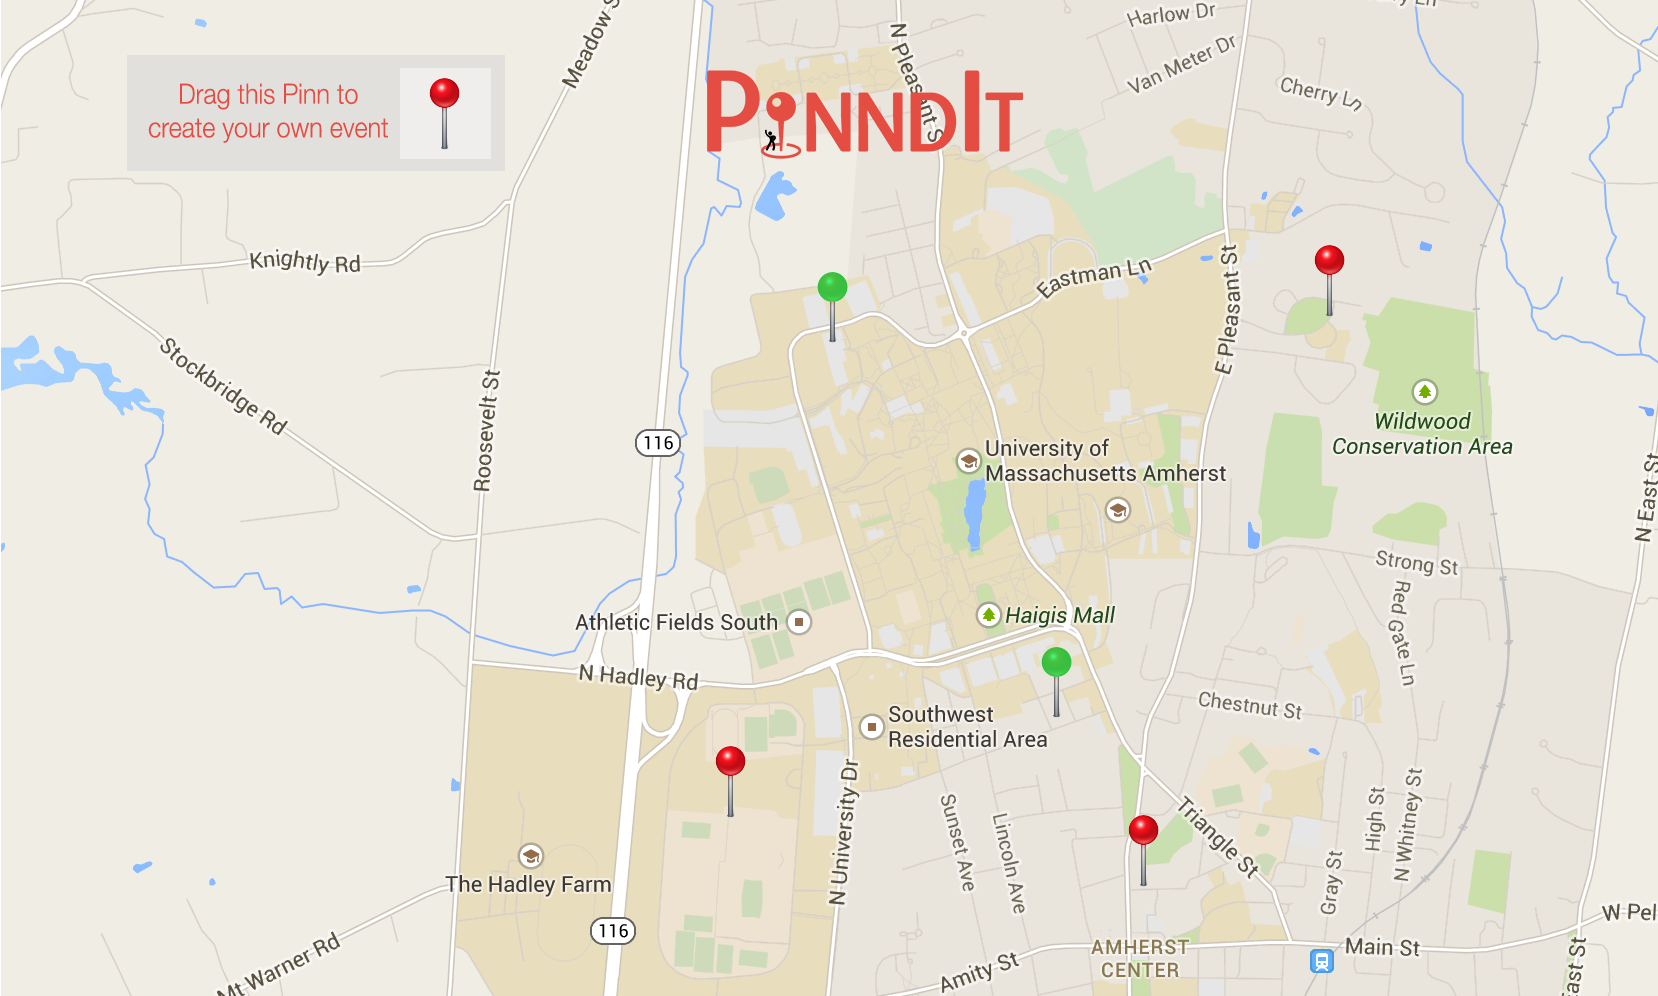 Harlow Dr
Meadow S
N Pleasant S
Van Meter Dr
Drag this Pinn to
create your own event
PINNDIT
Cherry Ln
Knightly Rd
Eastman Ln
E Pleasant St
Stockbridge Rd
Roosevelt St
116
Wildwood
Conservation Area
University of
Massachusetts Amherst
N East St
Strong St
Red Gate Ln
Athletic Fields South
Haigis Mall
N Hadley Rd
Chestnut St
Southwest
Residential Area
N University Dr
Sunset Ave
Lincoln Ave
Triangle St
High St
N Whitney St
Gray St
The Hadley Farm
116
W Pel
Mt Warner Rd
Amity St
AMHERST
CENTER
Main St
East St